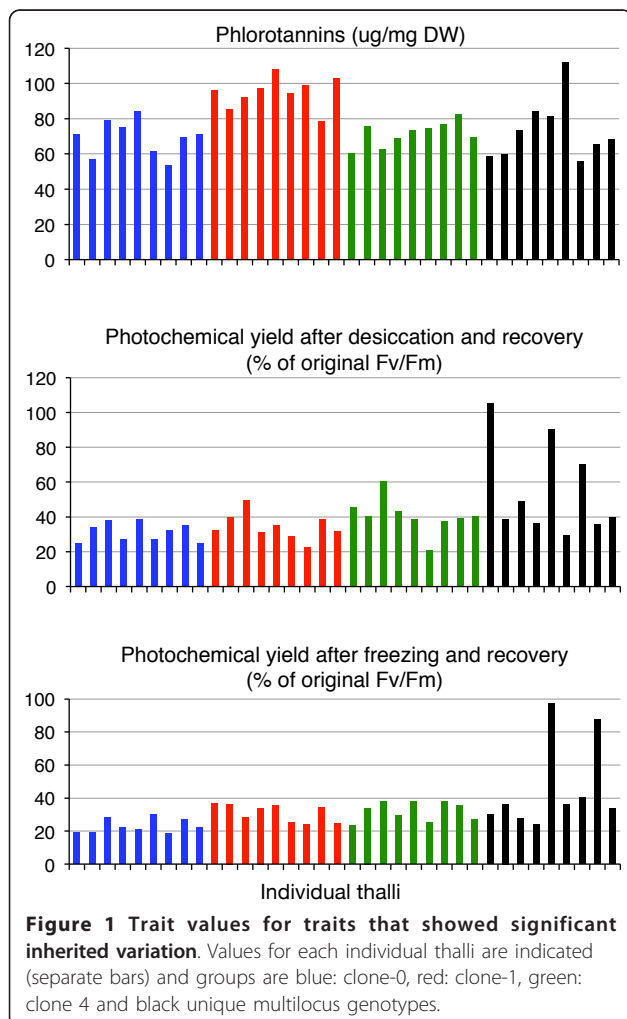 Phlorotannins (ug/mg DW)
120
100
80
60
40
20
0
Photochemical yield after desiccation and recovery
(% of original Fv/Fm)
120
100
80
60
40
20
0
Photochemical yield after freezing and recovery
(% of original Fv/Fm)
100
80
60
40
20
0
Individual thalli
Figure 1 Trait values for traits that showed significant
inherited variation. Values for each individual thalli are indicated
(separate bars) and groups are blue: clone-0, red: clone-1, green:
clone 4 and black unique multilocus genotypes.